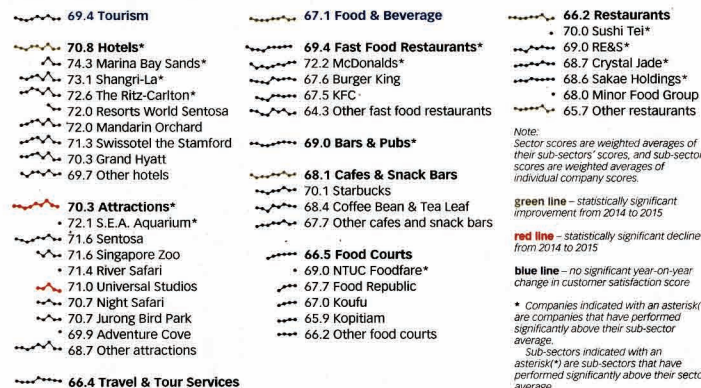 69.4 Tourism
70.8 Hotels*
74.3 Marina Bay Sands*
73.1 Shangri-La*
72.6 The Ritz-Carlton*
72.0 Resorts World Sentosa
72.0 Mandarin Orchard
71.3 Swissotel the Stamford
70.3 Grand Hyatt
69.7 Other hotels
70.3 Attractions*
72.1 S.E.A. Aquarium*
71.6 Sentosa
71.6 Singapore Zoo
71.4 River Safari
71.0 Universal Studios
70.7 Night Safari
70.7 Jurong Bird Park
69.9 Adventure Cove
68.7 Other attractions
66.4 Travel & Tour Services
67.1 Food & Beverage
69.4 Fast Food Restaurants*
72.2 McDonalds*
67.6 Burger King
67.5 KFC
64.3 Other fast food restaurants
69.0 Bars & Pubs*
68.1 Cafes & Snack Bars
70.1 Starbucks
68.4 Coffee Bean & Tea Leaf
67.7 Other cafes and snack bars
66.5 Food Courts
69.0 NTUC Foodfare*
67.7 Food Republic
67.0 Koufu
65.9 Kopitiam
66.2 Other food courts
66.2 Restaurants
70.0 Sushi Tei*
69.0 RE&S*
68.7 Crystal Jade*
68.6 Sakae Holdings*
68.0 Minor Food Group
65.7 Other restaurants
Note:
Sector scores are weighted averages of
their sub-sectors' scores, and sub-sector
scores are weighted averages of
individual company scores.
green line – statistically significant
improvement from 2014 to 2015
red line – statistically significant decline
from 2014 to 2015
blue line – no significant year-on-year
change in customer satisfaction score
* Companies indicated with an asterisk(
are companies that have performed
significantly above their sub-sector
average.
Sub-sectors indicated with an
asterisk(*) are sub-sectors that have
performed significantly above their secto
average.